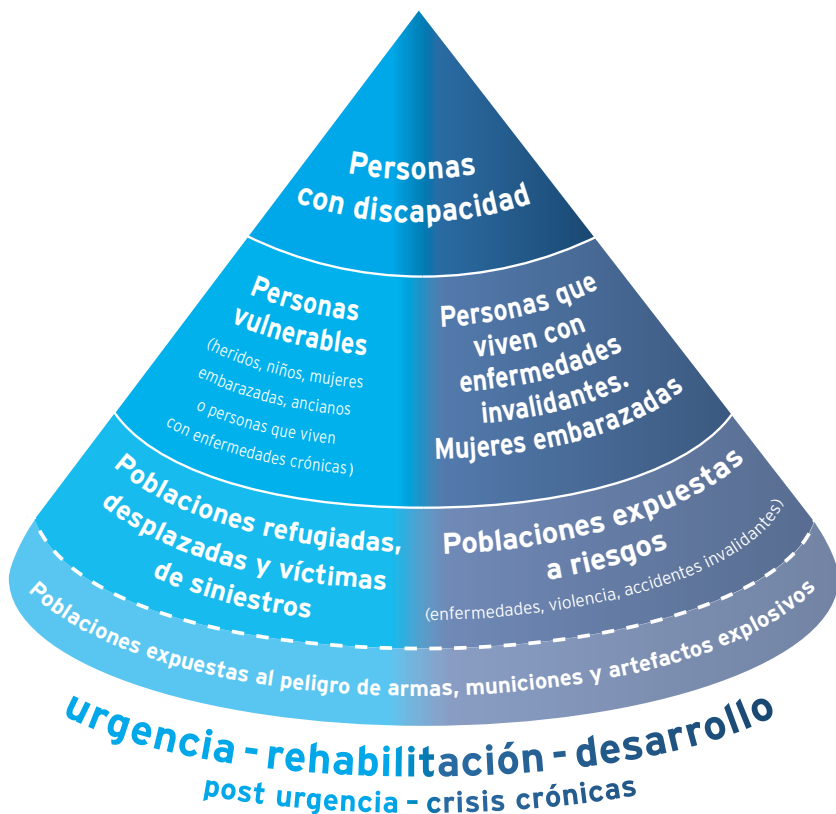 Personas
con discapacidad
Personas
vulnerables
(heridos, niños, mujeres
embarazadas, ancianos
o personas que viven
con enfermedades crónicas)
Personas que
viven con
enfermedades
invalidantes.
Mujeres embarazadas
Poblaciones refugiadas,
desplazadas y víctimas
de siniestros
Poblaciones expuestas
a riesgos
(enfermedades, violencia, accidentes invalidantes)
Poblaciones expuestas al peligro de armas, municiones y artefactos explosivos
urgencia - rehabilitación - desarrollo
post urgencia - crisis crónicas